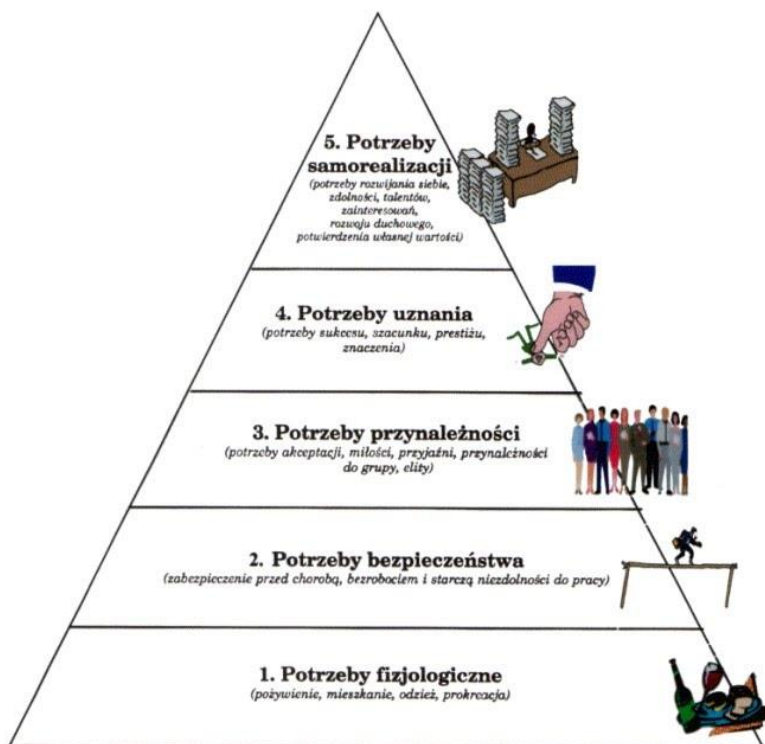 5. Potrzeby
samorealizacji
(potrzeby rozwijania siebie,
zdolności, talentów,
zainteresowań,
rozwoju duchowego,
potwierdzenia własnej wartości)
4. Potrzeby uznania
(potrzeby sukcesu, szacunku, prestiżu,
znaczenia)
3. Potrzeby przynależności
(potrzeby akceptacji, miłości, przyjaźni, przynależności
do grupy, elity)
2. Potrzeby bezpieczeństwa
(zabezpieczenie przed chorobą, bezrobociem i starczą niezdolności do pracy)
1. Potrzeby fizjologiczne
(pożywienie, mieszkanie, odzież, prokreacja)